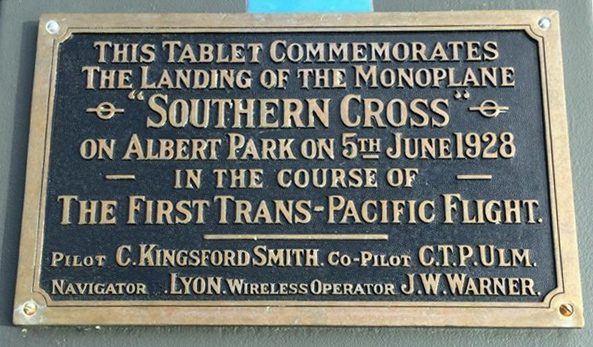 THIS TABLET COMMEMORATES
THE LANDING OF THE MONOPLANE
"SOUTHERN CROSS"
ON ALBERT PARK ON 5TH JUNE 1928
IN THE COURSE OF
THE FIRST TRANS-PACIFIC FLIGHT.
PILOT C. KINGSFORD SMITH. CO-PILOT C.T.P. ULM.
NAVIGATOR .LYON. WIRELESS OPERATOR J.W. WARNER.